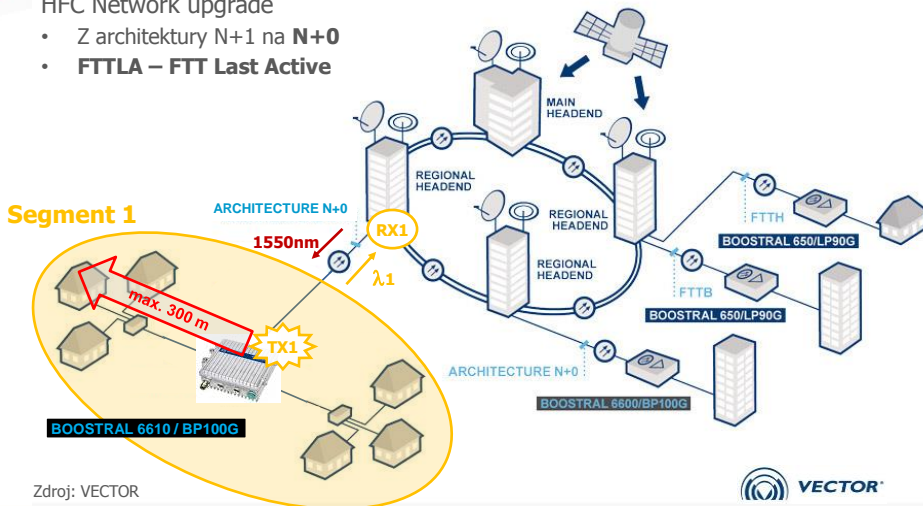 HFC Network upgrade
• Z architektury N+1 na N+0
• FTTLA – FTT Last Active
MAIN
HEADEND
REGIONAL
HEADEND
Segment 1
ARCHITECTURE N+0
RX1
1550nm
λ1
REGIONAL
HEADEND
REGIONAL
HEADEND
FTTH
BOOSTRAL 650/LP90G
FTTB
BOOSTRAL 650/LP90G
max. 300 m
TX1
ARCHITECTURE N+0
BOOSTRAL 6600/BP100G
BOOSTRAL 6610 / BP100G
Zdroj: VECTOR
VECTOR